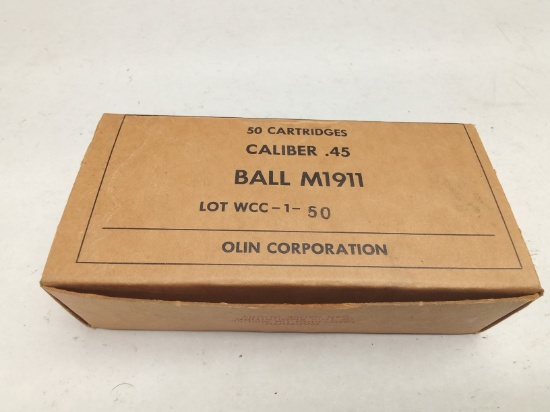 50 CARTRIDGES
CALIBER .45
BALL M1911
LOT WCC-1-50
OLIN CORPORATION